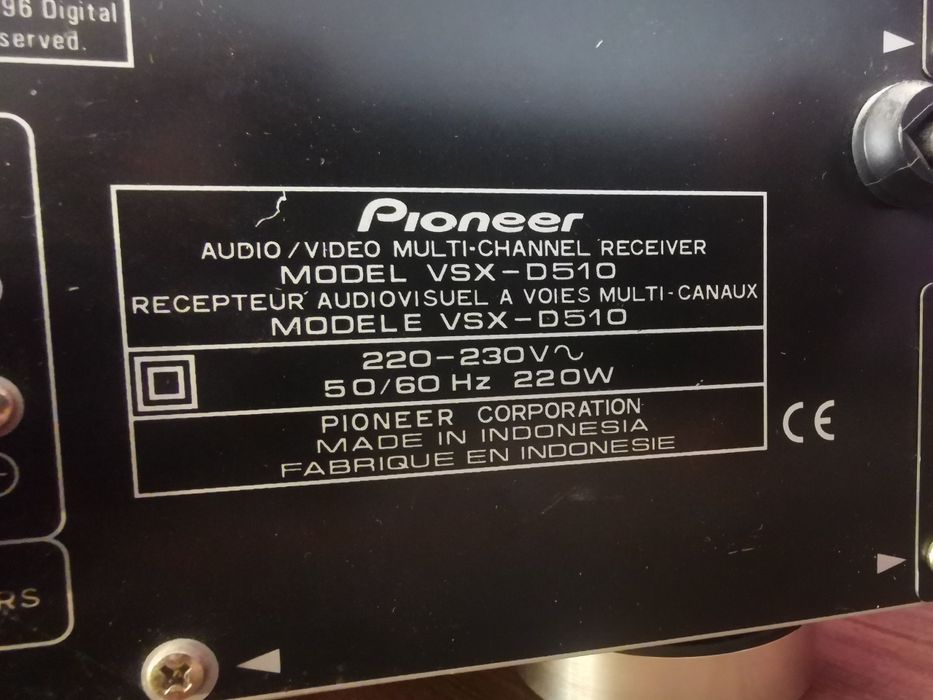 96 Digital
served.
Pioneer
AUDIO/VIDEO MULTI-CHANNEL RECEIVER
MODEL VSX-D510
RECEPTEUR AUDIOVISUEL A VOIES MULTI-CANAUX
MODELE VSX-D510
220-230V~
50/60 Hz 220W
PIONEER CORPORATION
MADE IN INDONESIA
FABRIQUE EN INDONESIE
CE
RS